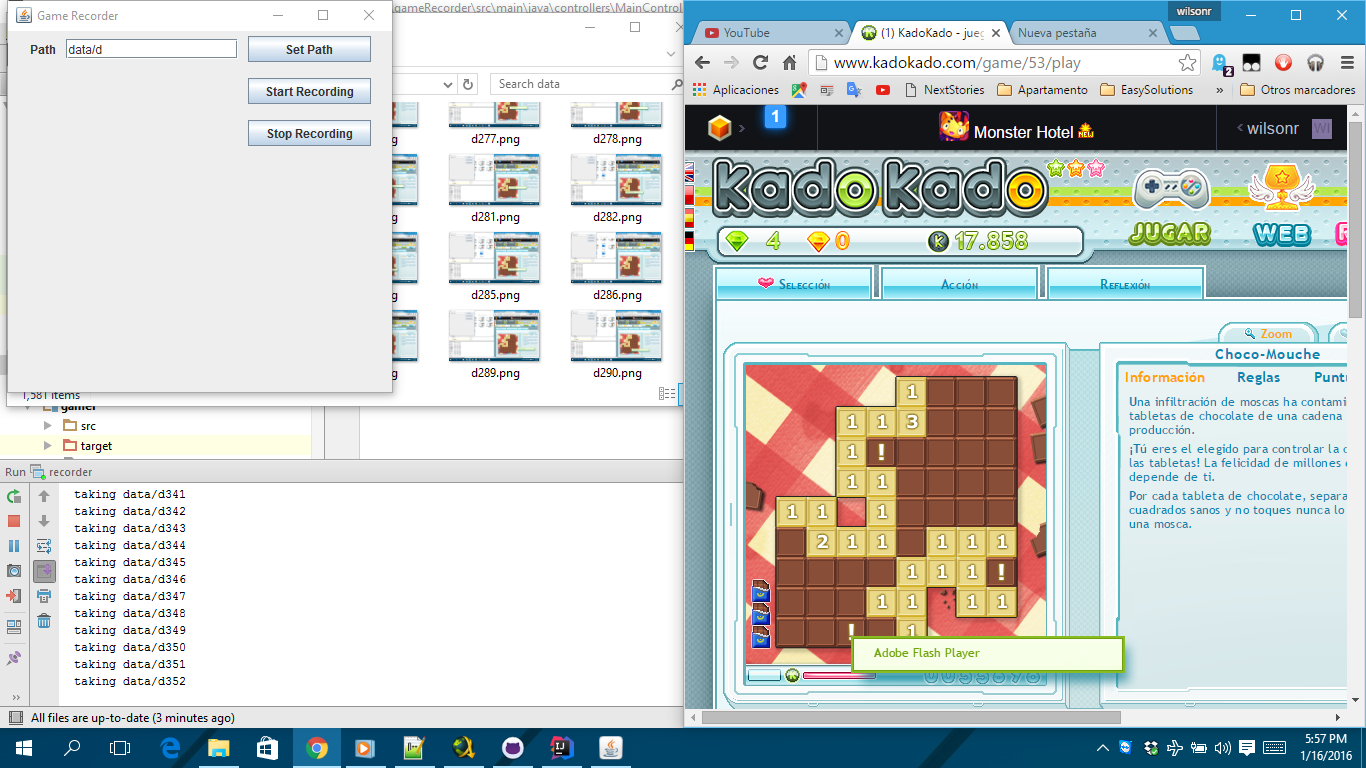 Game Recorder
Path data/d Set Path
Start Recording
Stop Recording
.gameRecorder\src\main\java\controllers\MainControl
Search data
g d277.png d278.png
g d281.png d282.png
g d285.png d286.png
g d289.png d290.png
1,581 items
gamer
src
target
Run recorder
taking data/d341
taking data/d342
taking data/d343
taking data/d344
taking data/d345
taking data/d346
taking data/d347
taking data/d348
taking data/d349
taking data/d350
taking data/d351
taking data/d352
All files are up-to-date (3 minutes ago)
wilsonr
YouTube (1) KadoKado - jueg Nueva pestaña
www.kadokado.com/game/53/play
2
Aplicaciones NextStories Apartamento EasySolutions » Otros marcadores
1 Monster Hotel NEW wilsonr WI
KadoKado
4 0 K 17.858
JUGAR WEB
Selección Acción Reflexión
Zoom
Choco-Mouche
Información Reglas Puntu
Una infiltración de moscas ha contami
tabletas de chocolate de una cadena
producción.
¡Tú eres el elegido para controlar la c
las tabletas! La felicidad de millones d
depende de ti.
Por cada tableta de chocolate, separa
cuadrados sanos y no toques nunca lo
una mosca.
1
1 1 3
1 !
1 1
1 1 1
2 1 1 1 1 1
1 1 1 !
1 1 1 1
! 1
Adobe Flash Player
5:57 PM
1/16/2016